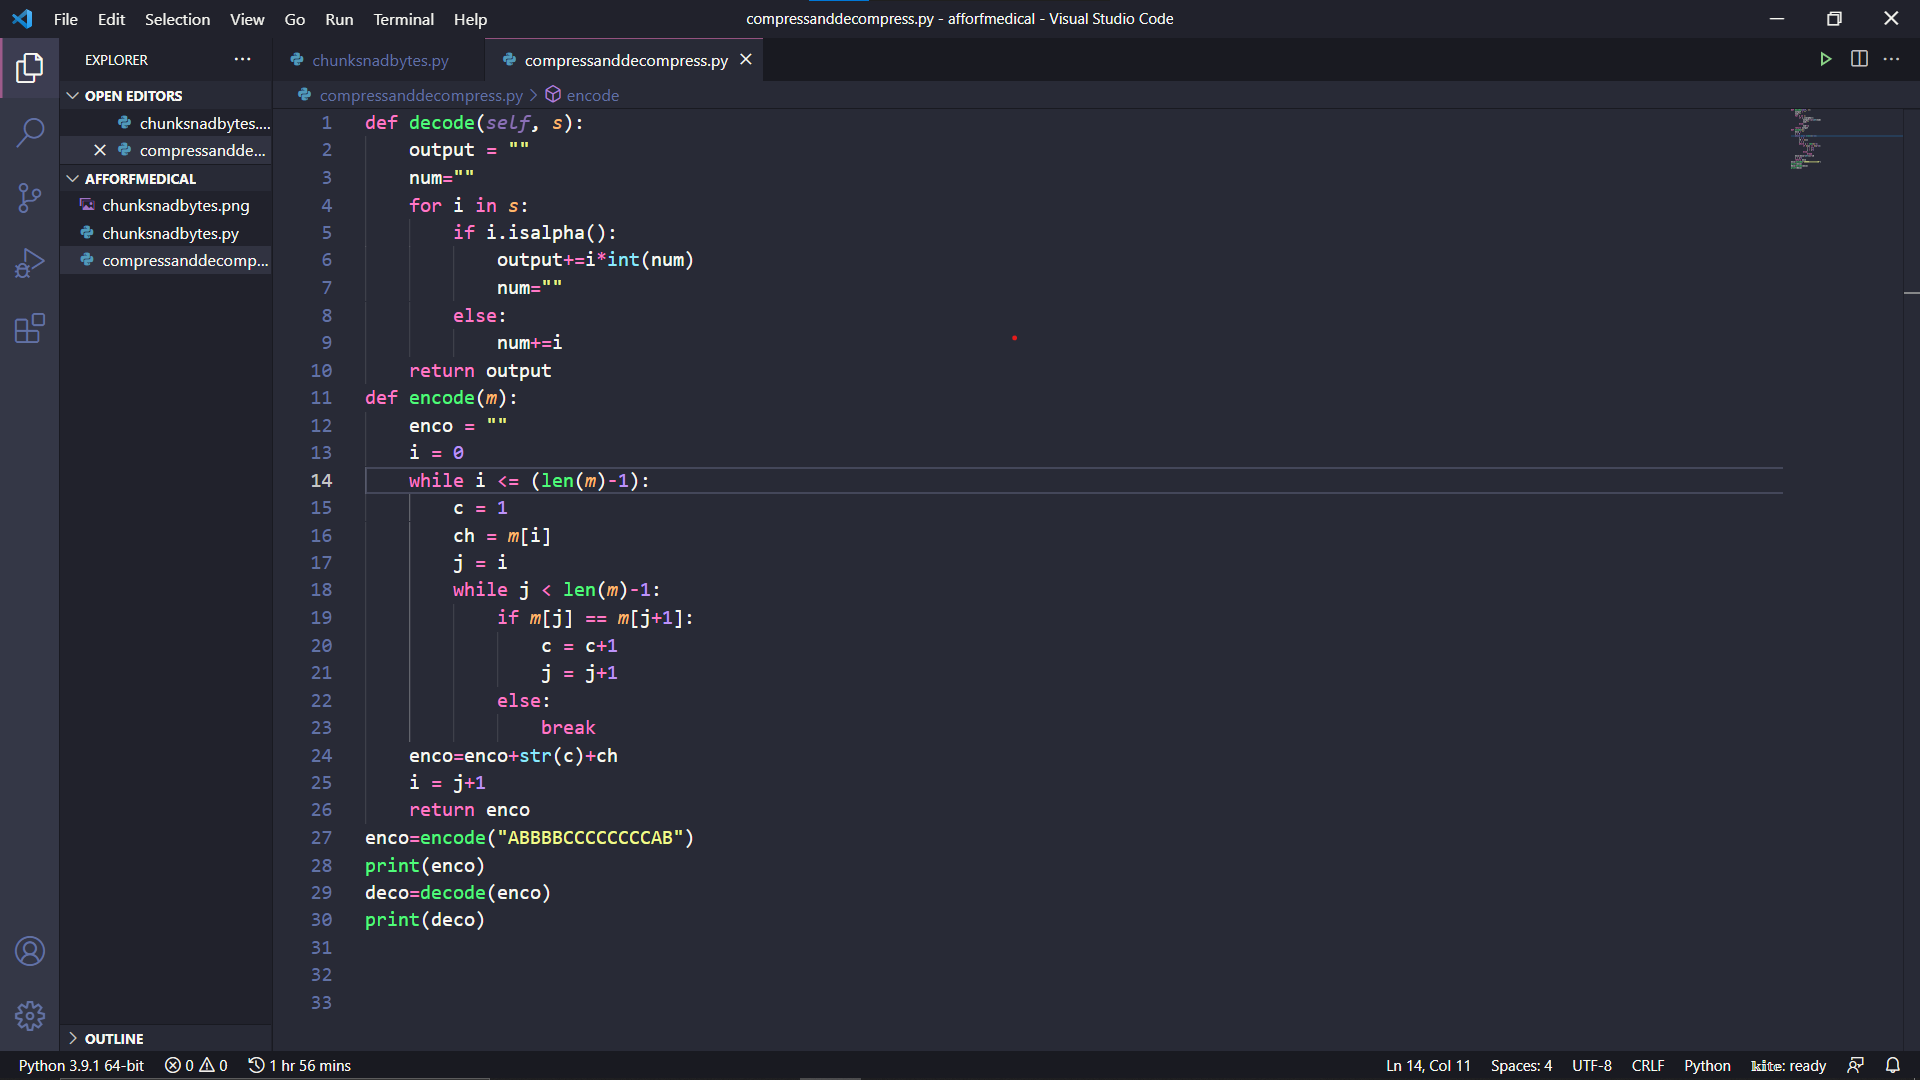 File Edit Selection View Go Run Terminal Help
compressanddecompress.py - afforfmedical - Visual Studio Code
EXPLORER
OPEN EDITORS
chunksnadbytes....
compressanddde...
AFFORFMEDICAL
chunksnadbytes.png
chunksnadbytes.py
compressanddecomp...
OUTLINE
chunksnadbytes.py
compressanddecompress.py
compressanddecompress.py > encode
1 def decode(self, s):
2     output = ""
3     num=""
4     for i in s:
5         if i.isalpha():
6             output+=i*int(num)
7             num=""
8         else:
9             num+=i
10     return output
11 def encode(m):
12     enco = ""
13     i = 0
14     while i <= (len(m)-1):
15         c = 1
16         ch = m[i]
17         j = i
18         while j < len(m)-1:
19             if m[j] == m[j+1]:
20                 c = c+1
21                 j = j+1
22             else:
23                 break
24     enco=enco+str(c)+ch
25     i = j+1
26     return enco
27 enco=encode("ABBBBCCCCCCCCAB")
28 print(enco)
29 deco=decode(enco)
30 print(deco)
31
32
33
Python 3.9.1 64-bit 0 0 1 hr 56 mins
Ln 14, Col 11 Spaces: 4 UTF-8 CRLF Python kite: ready